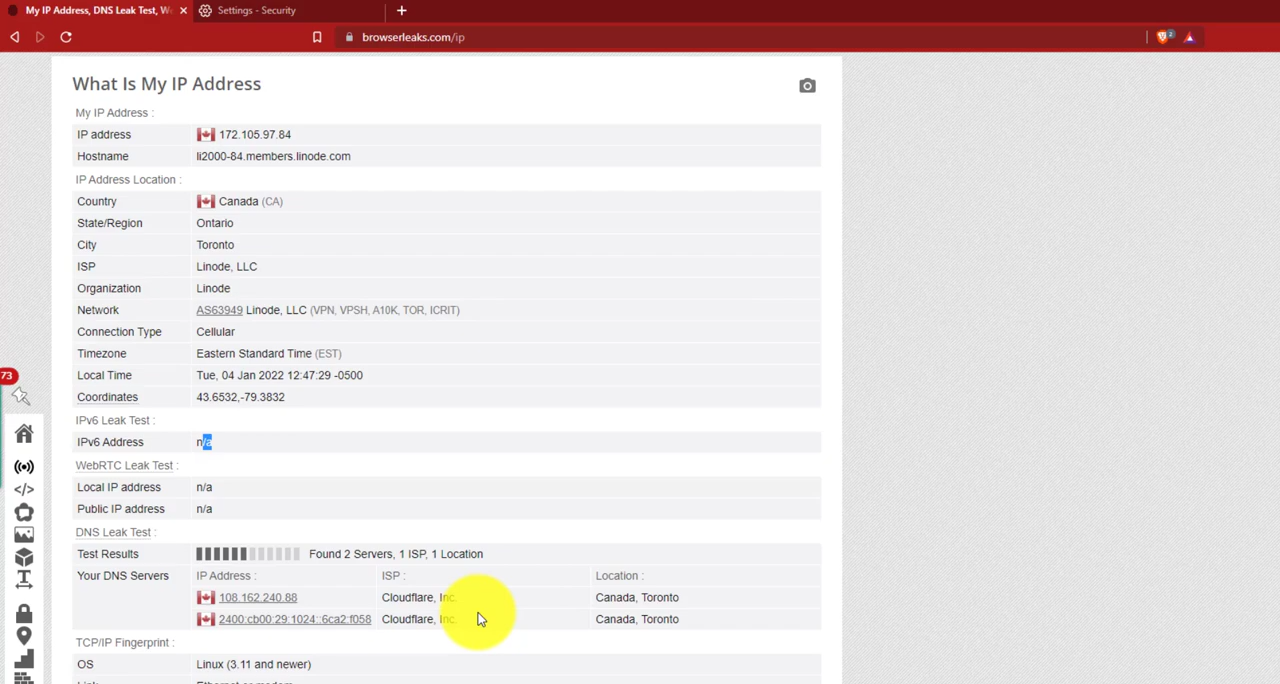 My IP Address, DNS Leak Test, W
Settings - Security
browserleaks.com/ip
2
What Is My IP Address
My IP Address :
IP address 172.105.97.84
Hostname li2000-84.members.linode.com
IP Address Location :
Country Canada (CA)
State/Region Ontario
City Toronto
ISP Linode, LLC
Organization Linode
Network AS63949 Linode, LLC (VPN, VPSH, A10K, TOR, ICRIT)
Connection Type Cellular
Timezone Eastern Standard Time (EST)
73
Local Time Tue, 04 Jan 2022 12:47:29 -0500
Coordinates 43.6532,-79.3832
IPv6 Leak Test :
IPv6 Address n/a
WebRTC Leak Test :
Local IP address n/a
Public IP address n/a
DNS Leak Test :
Test Results Found 2 Servers, 1 ISP, 1 Location
Your DNS Servers IP Address : ISP : Location :
108.162.240.88 Cloudflare, Inc. Canada, Toronto
2400:cb00:29:1024::6ca2:f058 Cloudflare, Inc. Canada, Toronto
TCP/IP Fingerprint :
OS Linux (3.11 and newer)
Link Ethernet or modem